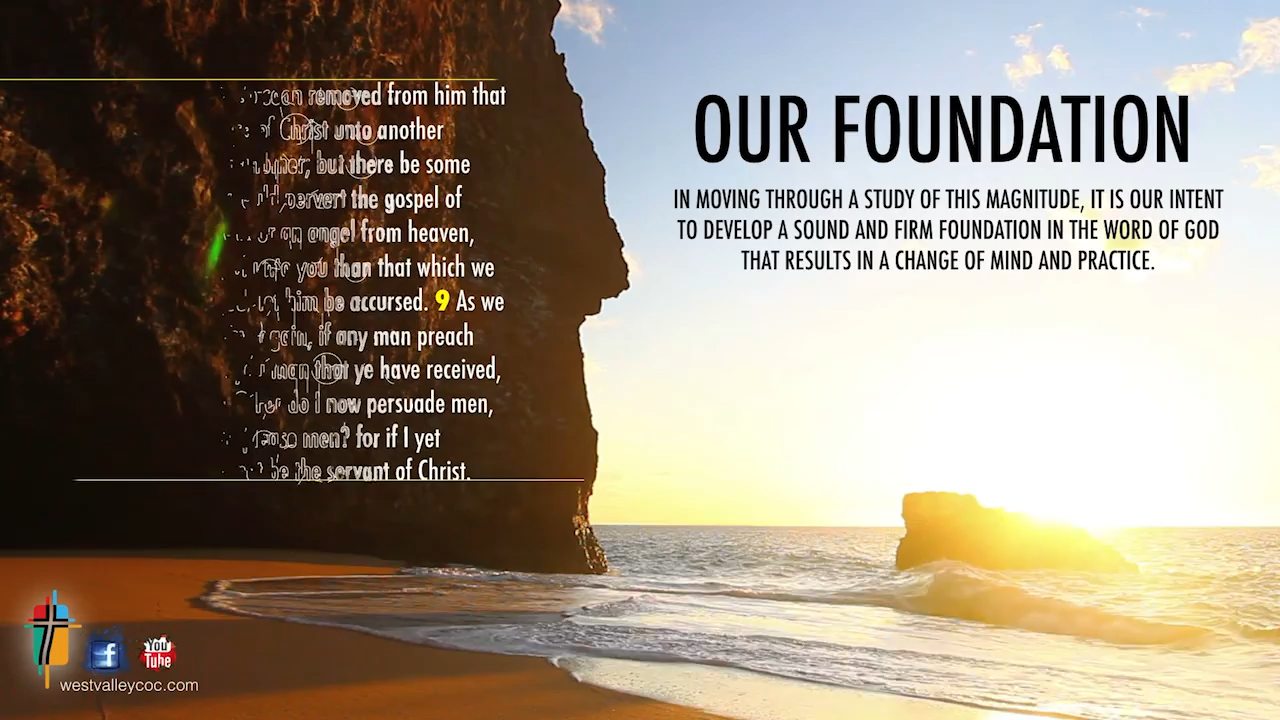 removed from him that
of Christ unto another
but there be some
pervert the gospel of
or an angel from heaven,
you than that which we
him be accursed. 9 As we
again, if any man preach
than that ye have received,
do I now persuade men,
men? for if I yet
be the servant of Christ.
OUR FOUNDATION
IN MOVING THROUGH A STUDY OF THIS MAGNITUDE, IT IS OUR INTENT
TO DEVELOP A SOUND AND FIRM FOUNDATION IN THE WORD OF GOD
THAT RESULTS IN A CHANGE OF MIND AND PRACTICE.
f
You
Tube
westvalleycoc.com